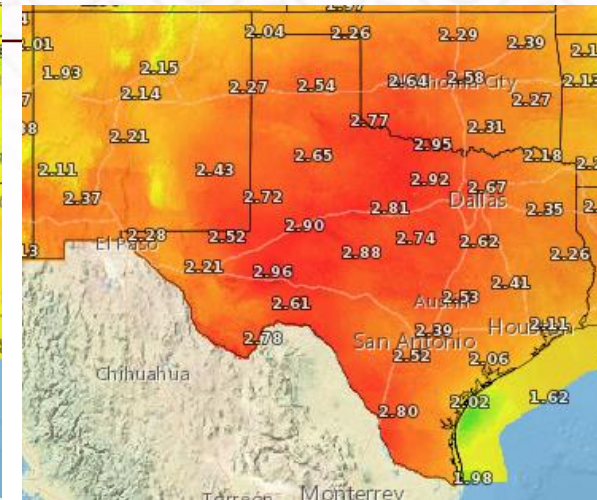 1.97
2.04 2.26 2.29 2.39
2.01
1.93 2.15 2.27 2.54 2.64 2.58 2.13
Oklahoma City
2.14 2.27
2.77 2.31
2.21 2.95
2.65 2.18
2.11 2.43 2.92 2.67
2.37 2.72 2.81 Dallas 2.35
2.90
2.28 2.52 2.88 2.74 2.62 2.26
El Paso
2.21 2.96
2.61 2.41
Austin 2.53
2.78 2.39 Houston 2.11
San Antonio
2.52 2.06
Chihuahua
2.80 2.02 1.62
1.98
Torreón Monterrey